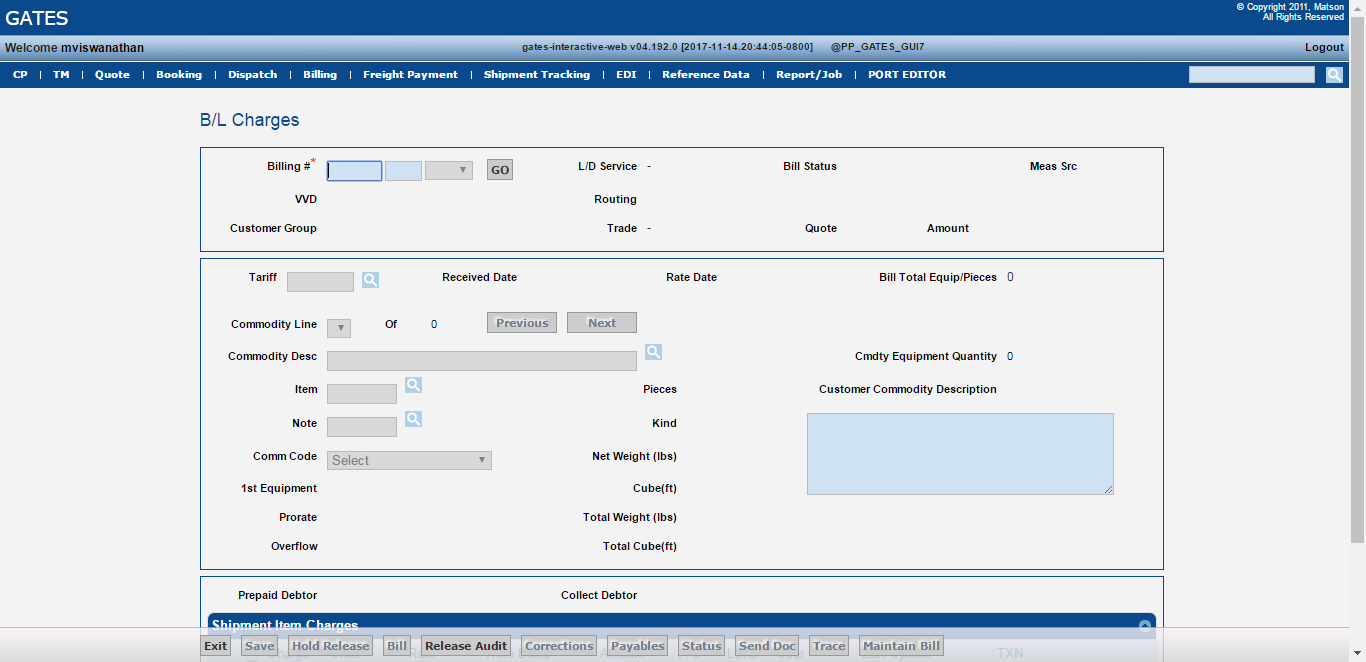 GATES
© Copyright 2011, Matson
All Rights Reserved
Welcome mviswanathan gates-interactive-web v04.192.0 [2017-11-14.20:44:05-0800] @PP_GATES_GUI7 Logout
CP | TM | Quote | Booking | Dispatch | Billing | Freight Payment | Shipment Tracking | EDI | Reference Data | Report/Job | PORT EDITOR
B/L Charges
Billing #* GO L/D Service - Bill Status Meas Src
VVD Routing
Customer Group Trade - Quote Amount
Tariff Received Date Rate Date Bill Total Equip/Pieces 0
Commodity Line Of 0 Previous Next
Commodity Desc Cmdty Equipment Quantity 0
Item Pieces Customer Commodity Description
Note Kind
Comm Code Select Net Weight (lbs)
1st Equipment Cube(ft)
Prorate Total Weight (lbs)
Overflow Total Cube(ft)
Prepaid Debtor Collect Debtor
Shipment Item Charges
Exit Save Hold Release Bill Release Audit Corrections Payables Status Send Doc Trace Maintain Bill
TXN